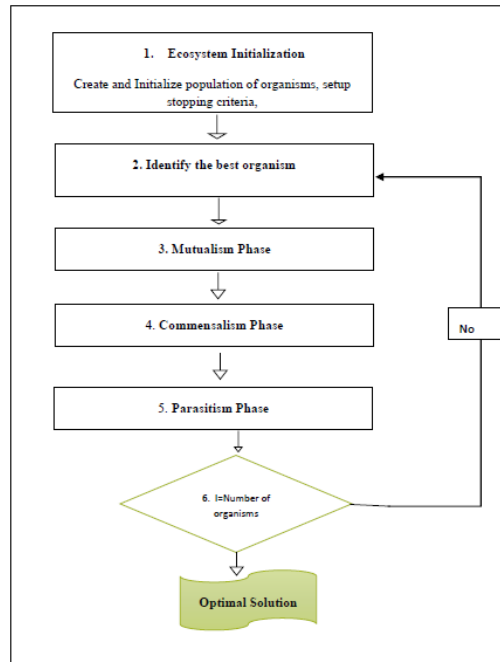 1. Ecosystem Initialization
Create and Initialize population of organisms, setup
stopping criteria,
2. Identify the best organism
3. Mutualism Phase
4. Commensalism Phase
No
5. Parasitism Phase
6. I=Number of
organisms
Optimal Solution